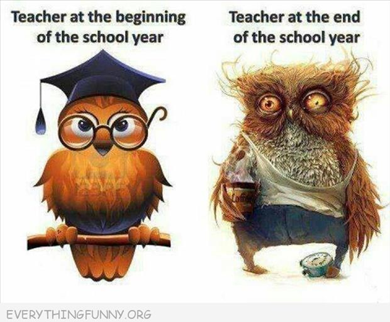 Teacher at the beginning
of the school year
Teacher at the end
of the school year
EVERYTHINGFUNNY.ORG